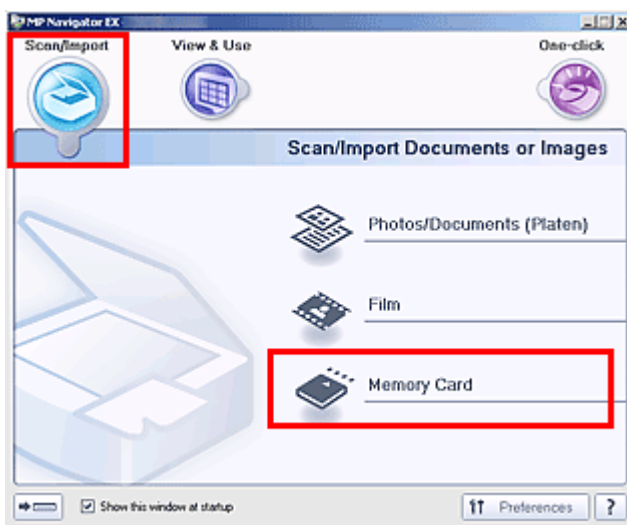 MP Navigator EX
Scan/Import View & Use One-click
Scan/Import Documents or Images
Photos/Documents (Platen)
Film
Memory Card
Show this window at startup Preferences ?